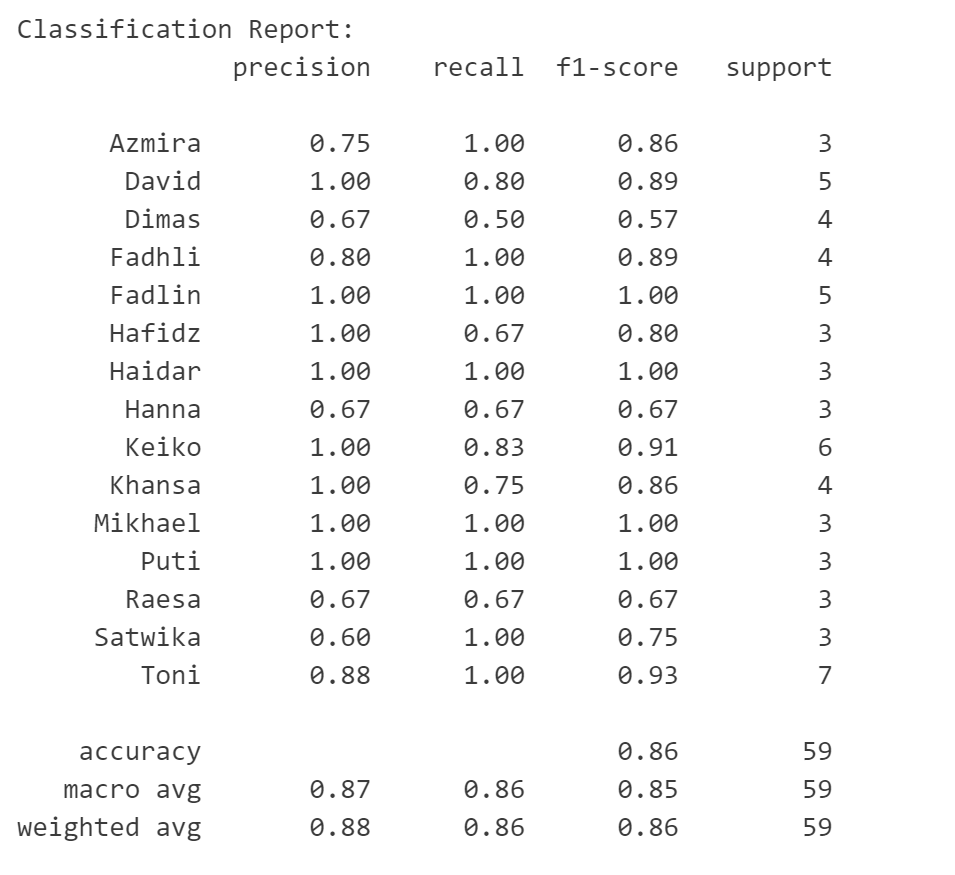 Classification Report:
precision recall f1-score support
Azmira 0.75 1.00 0.86 3
David 1.00 0.80 0.89 5
Dimas 0.67 0.50 0.57 4
Fadhli 0.80 1.00 0.89 4
Fadlin 1.00 1.00 1.00 5
Hafidz 1.00 0.67 0.80 3
Haidar 1.00 1.00 1.00 3
Hanna 0.67 0.67 0.67 3
Keiko 1.00 0.83 0.91 6
Khansa 1.00 0.75 0.86 4
Mikhael 1.00 1.00 1.00 3
Puti 1.00 1.00 1.00 3
Raesa 0.67 0.67 0.67 3
Satwika 0.60 1.00 0.75 3
Toni 0.88 1.00 0.93 7
accuracy 0.86 59
macro avg 0.87 0.86 0.85 59
weighted avg 0.88 0.86 0.86 59